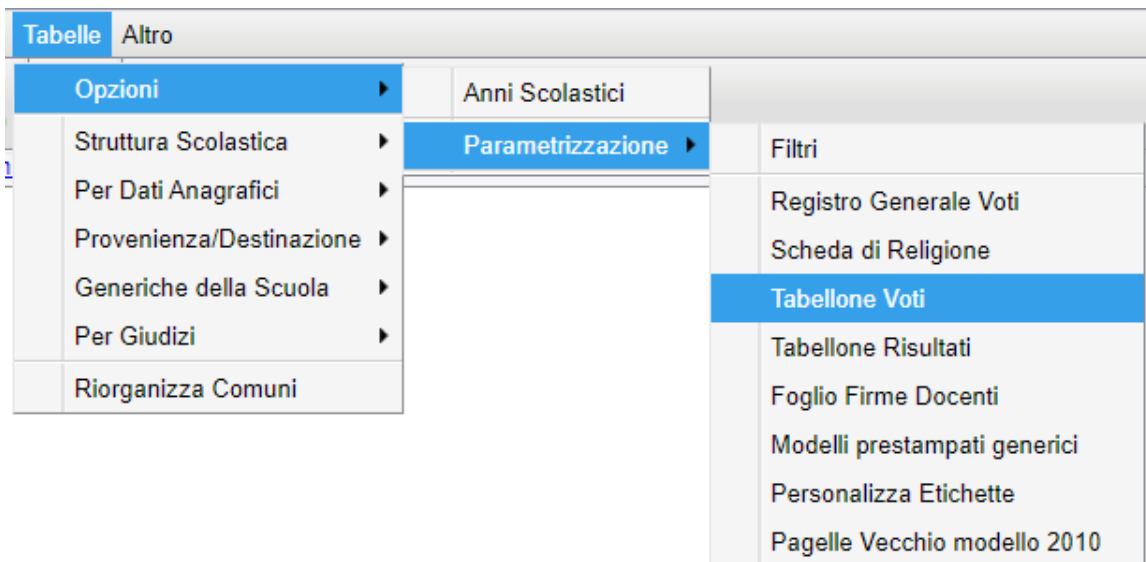 Tabelle Altro
Opzioni
Struttura Scolastica
Per Dati Anagrafici
Provenienza/Destinazione
Generiche della Scuola
Per Giudizi
Riorganizza Comuni
Anni Scolastici
Parametrizzazione
Filtri
Registro Generale Voti
Scheda di Religione
Tabellone Voti
Tabellone Risultati
Foglio Firme Docenti
Modelli prestampati generici
Personalizza Etichette
Pagelle Vecchio modello 2010